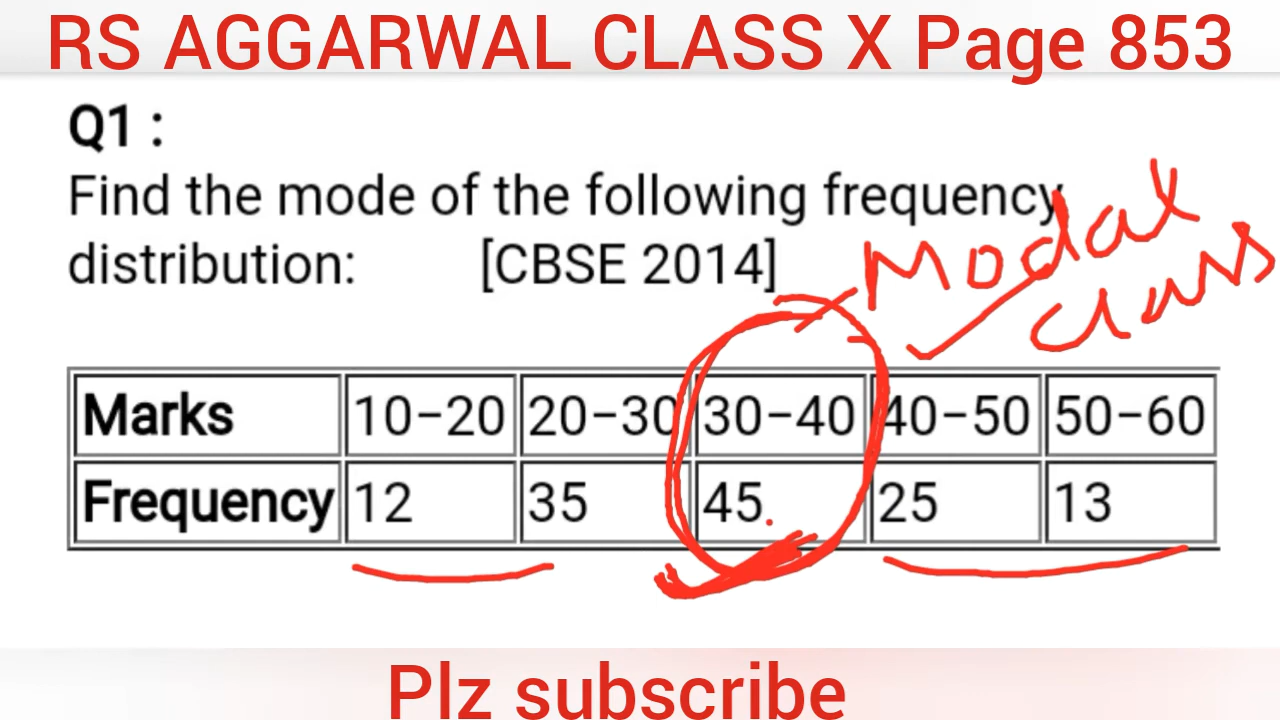 RS AGGARWAL CLASS X Page 853
Q1 :
Find the mode of the following frequency
distribution: [CBSE 2014]
Modal
Class
Marks 10–20 20–30 30–40 40–50 50–60
Frequency 12 35 45 25 13
Plz subscribe